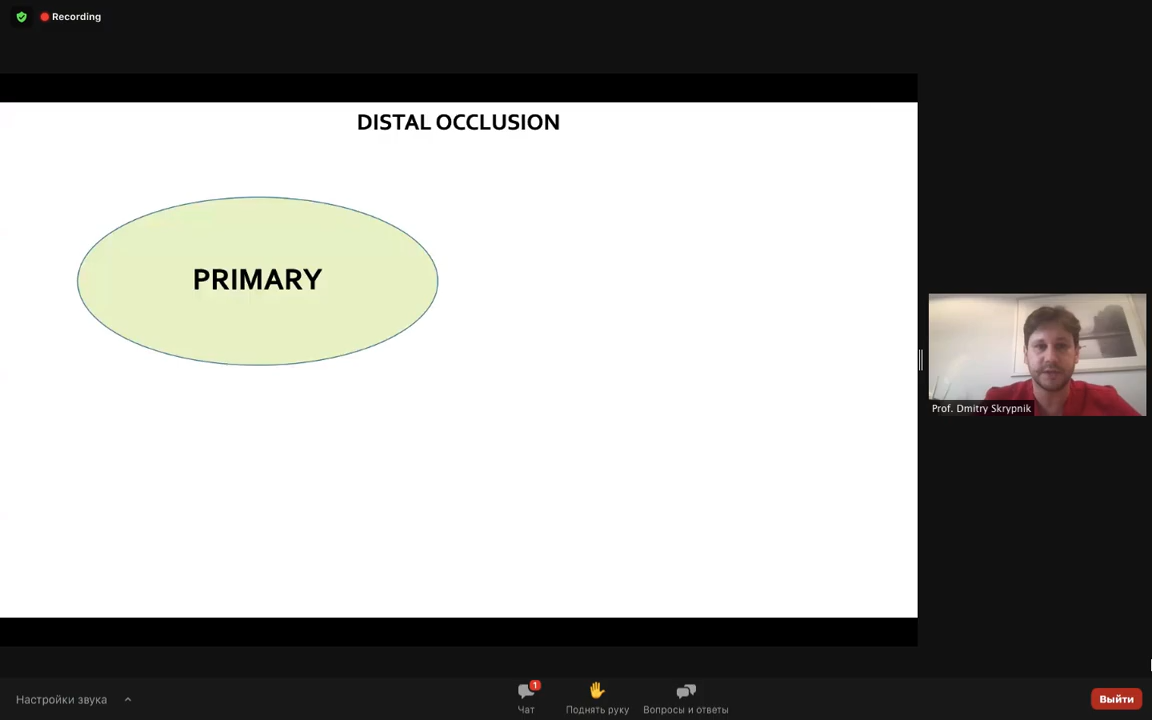 Recording
DISTAL OCCLUSION
PRIMARY
Prof. Dmitry Skrypnik
1
Настройки звука
Чат
Поднять руку
Вопросы и ответы
Выйти